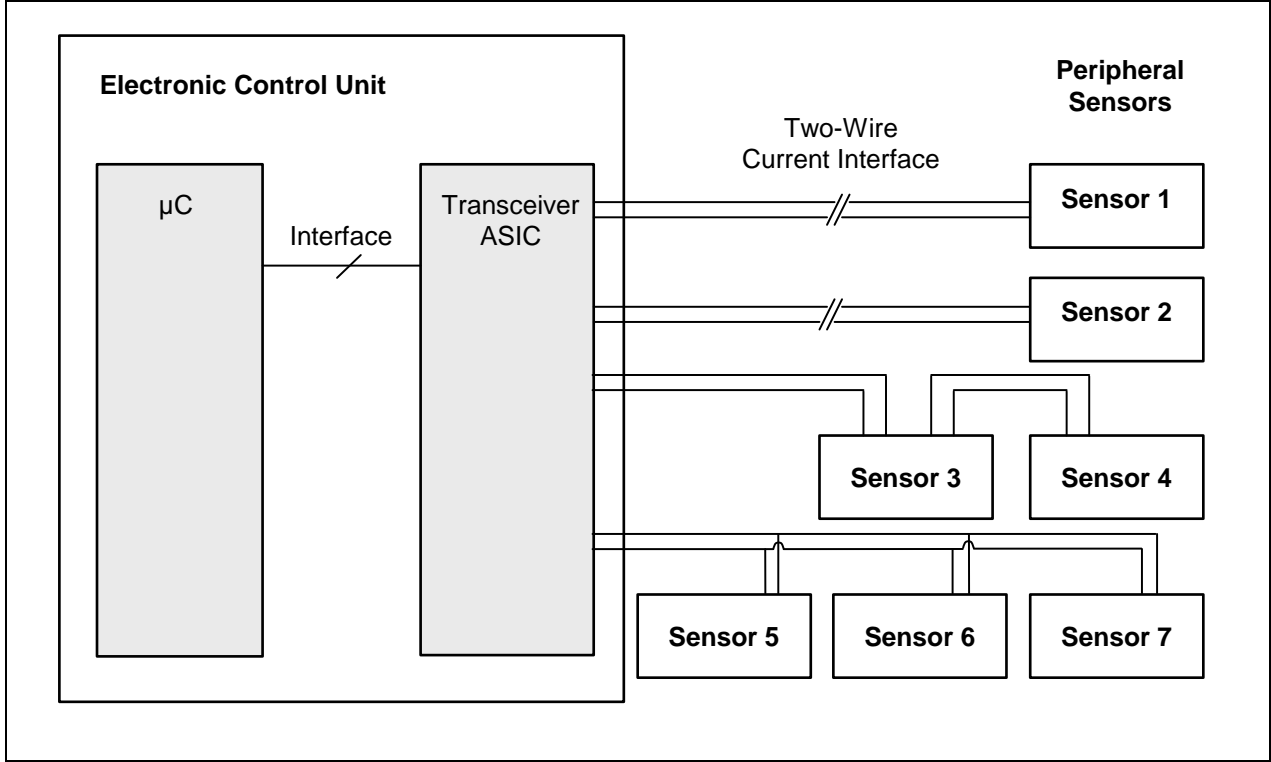 Electronic Control Unit
Peripheral
Sensors
Two-Wire
Current Interface
µC
Interface
Transceiver
ASIC
Sensor 1
Sensor 2
Sensor 3
Sensor 4
Sensor 5
Sensor 6
Sensor 7